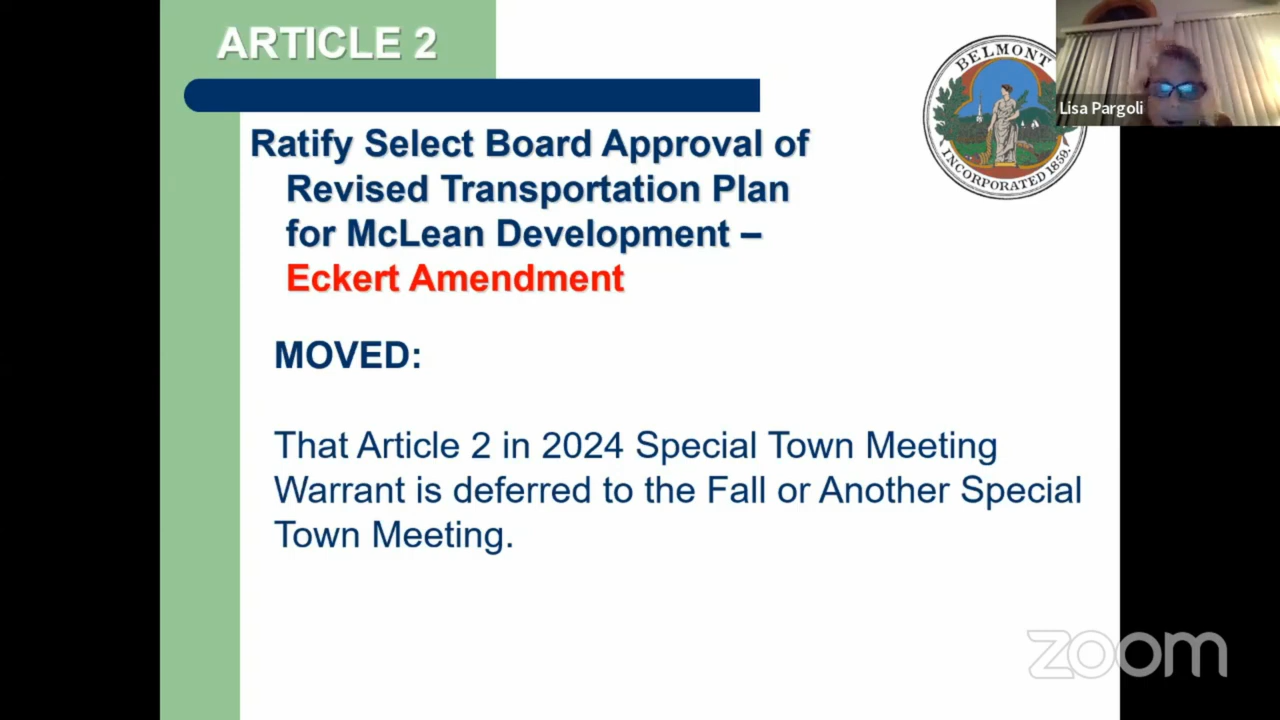 ARTICLE 2
BELMONT
INCORPORATED 1859.
Lisa Pargoli
Ratify Select Board Approval of
Revised Transportation Plan
for McLean Development –
Eckert Amendment
MOVED:
That Article 2 in 2024 Special Town Meeting
Warrant is deferred to the Fall or Another Special
Town Meeting.
zoom